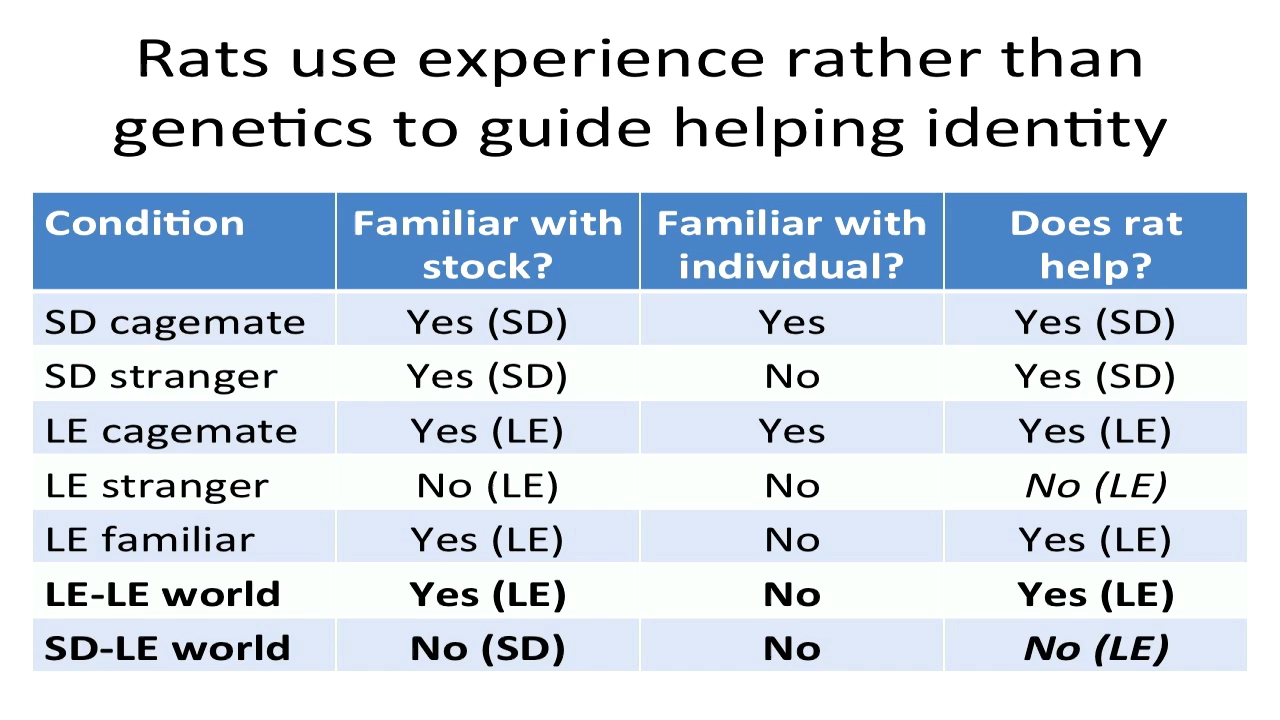 Rats use experience rather than
genetics to guide helping identity
Condition Familiar with stock? Familiar with individual? Does rat help?
SD cagemate Yes (SD) Yes Yes (SD)
SD stranger Yes (SD) No Yes (SD)
LE cagemate Yes (LE) Yes Yes (LE)
LE stranger No (LE) No No (LE)
LE familiar Yes (LE) No Yes (LE)
LE-LE world Yes (LE) No Yes (LE)
SD-LE world No (SD) No No (LE)